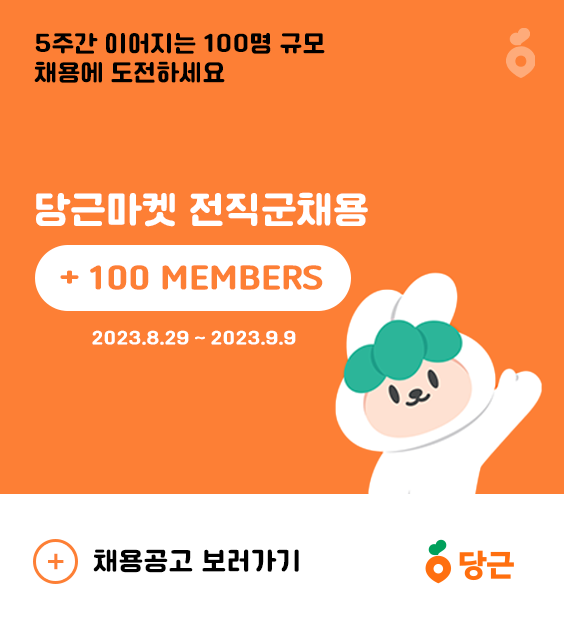 5주간 이어지는 100명 규모
채용에 도전하세요
당근마켓 전직군채용
+ 100 MEMBERS
2023.8.29 ~ 2023.9.9
채용공고 보러가기
당근